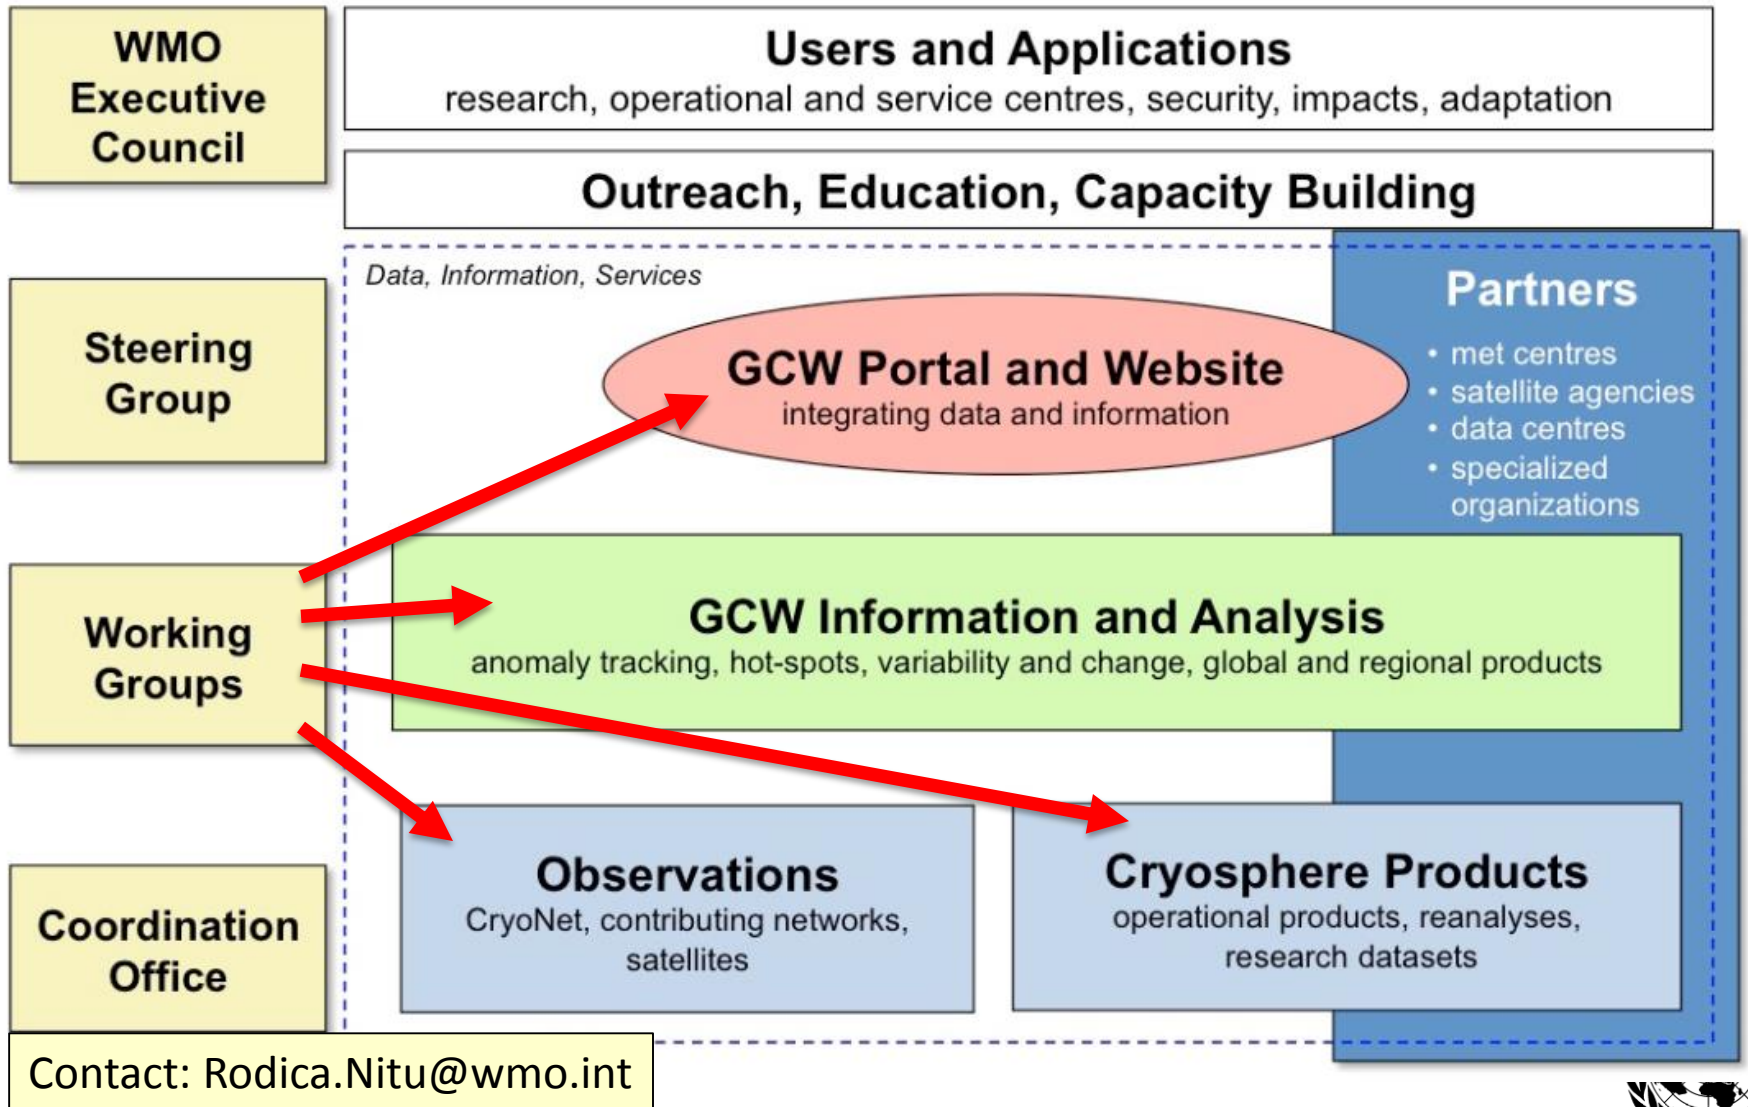 WMO
Executive
Council
Users and Applications
research, operational and service centres, security, impacts, adaptation
Outreach, Education, Capacity Building
Steering
Group
Data, Information, Services
GCW Portal and Website
integrating data and information
Partners
• met centres
• satellite agencies
• data centres
• specialized
organizations
Working
Groups
GCW Information and Analysis
anomaly tracking, hot-spots, variability and change, global and regional products
Coordination
Office
Observations
CryoNet, contributing networks,
satellites
Cryosphere Products
operational products, reanalyses,
research datasets
Contact: Rodica.Nitu@wmo.int